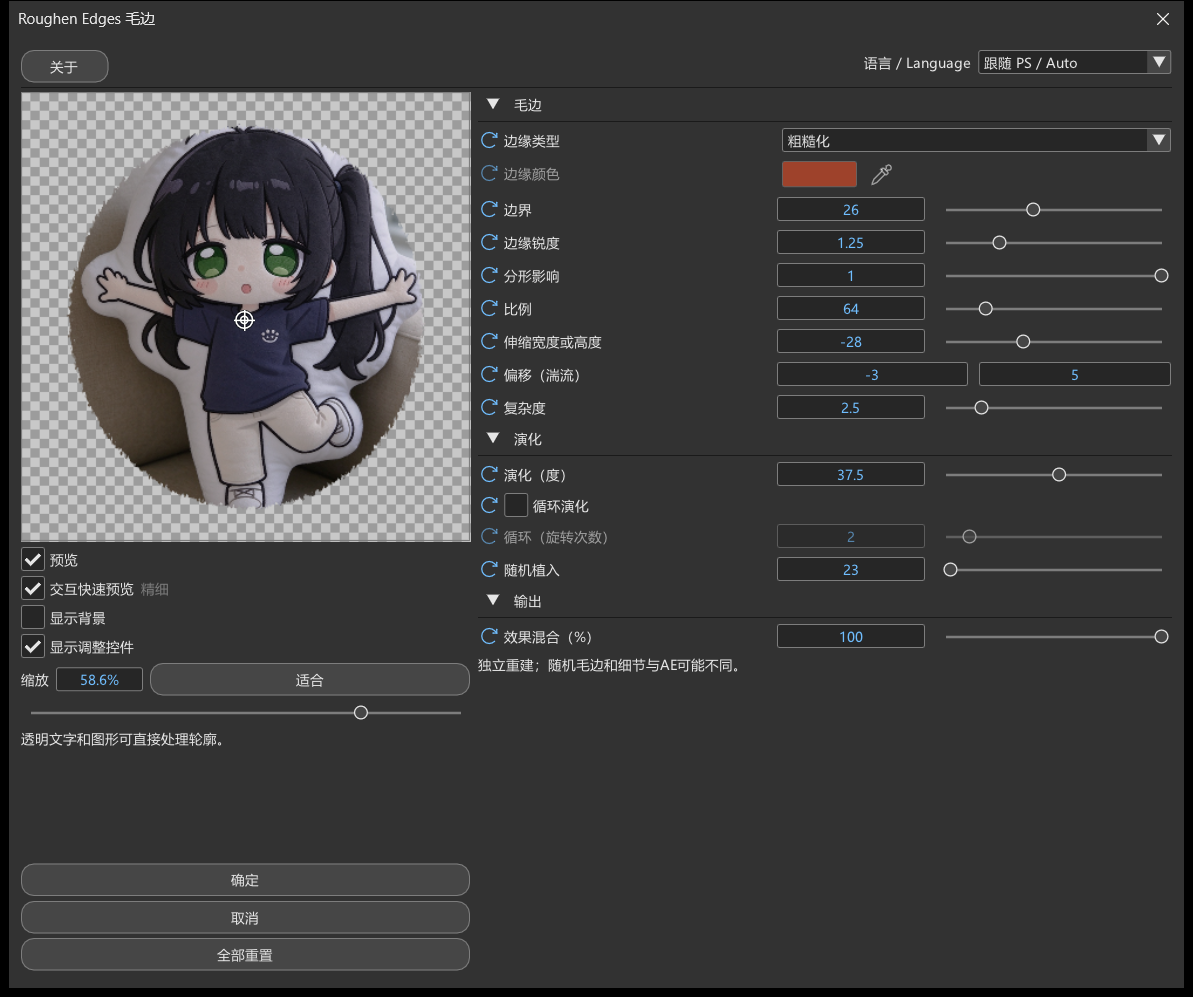 Roughen Edges 毛边
关于
语言 / Language 跟随 PS / Auto
毛边
边缘类型 粗糙化
边缘颜色
边界 26
边缘锐度 1.25
分形影响 1
比例 64
伸缩宽度或高度 -28
偏移（湍流） -3 5
复杂度 2.5
演化
演化（度） 37.5
循环演化
循环（旋转次数） 2
随机植入 23
输出
效果混合（%） 100
独立重建；随机毛边和细节与AE可能不同。
预览
交互快速预览 精细
显示背景
显示调整控件
缩放 58.6% 适合
透明文字和图形可直接处理轮廓。
确定
取消
全部重置